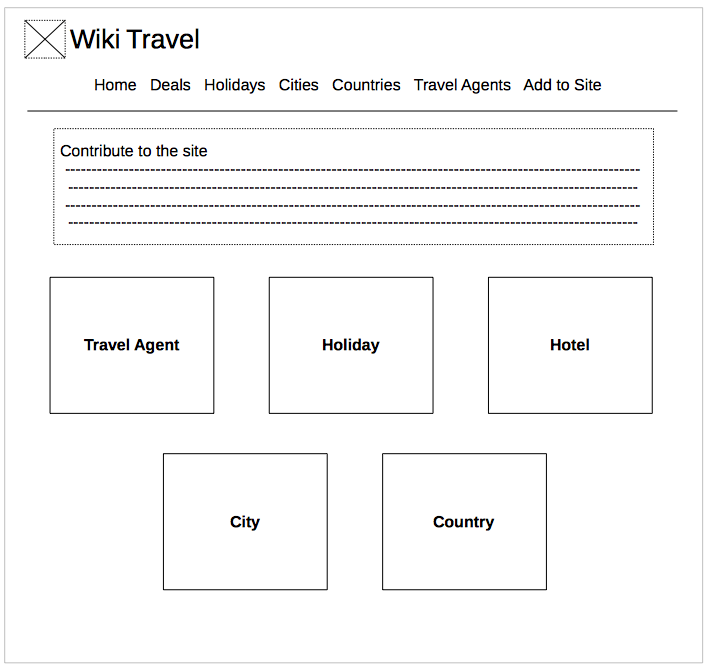 Wiki Travel
Home Deals Holidays Cities Countries Travel Agents Add to Site
Contribute to the site
Travel Agent
Holiday
Hotel
City
Country